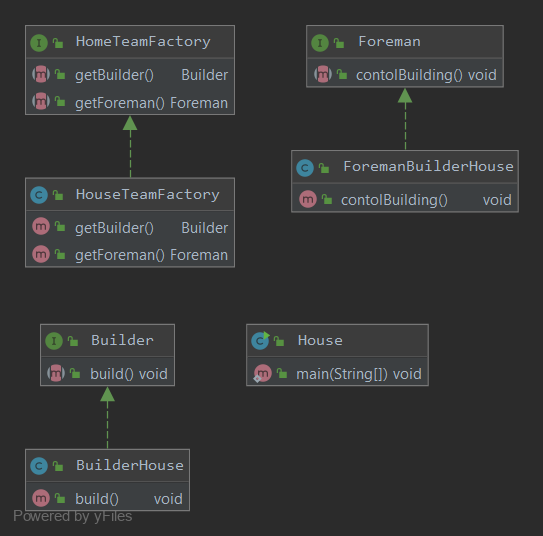 HomeTeamFactory
getBuilder() Builder
getForeman() Foreman
Foreman
contolBuilding() void
HouseTeamFactory
getBuilder() Builder
getForeman() Foreman
ForemanBuilderHouse
contolBuilding() void
Builder
build() void
House
main(String[]) void
BuilderHouse
build() void
Powered by yFiles